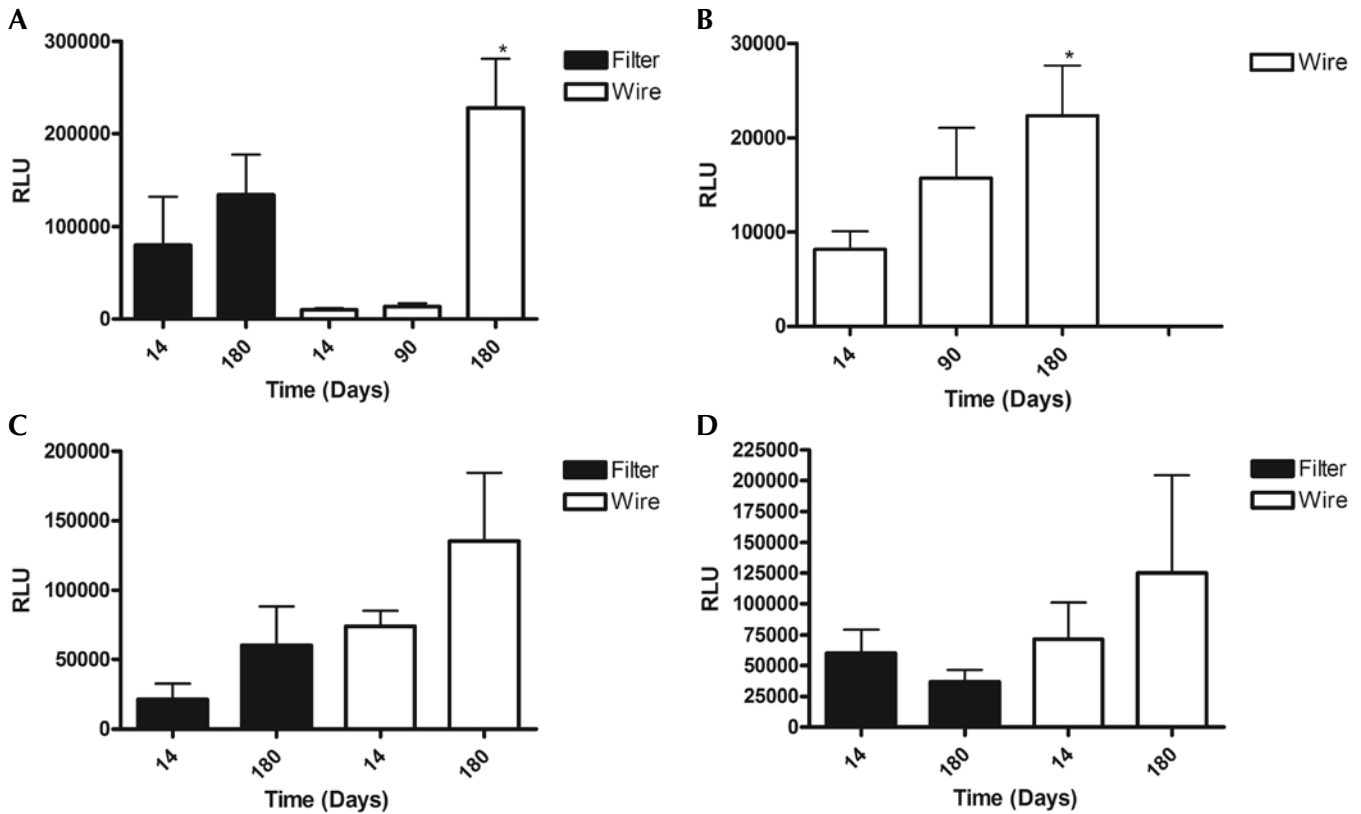 A
300000
200000
100000
0
RLU
14
180
14
90
180
*
Time (Days)
Filter
Wire
B
30000
20000
10000
0
RLU
14
90
180
*
Time (Days)
Wire
C
200000
150000
100000
50000
0
RLU
14
180
14
180
Time (Days)
Filter
Wire
D
225000
200000
175000
150000
125000
100000
75000
50000
25000
0
RLU
14
180
14
180
Time (Days)
Filter
Wire